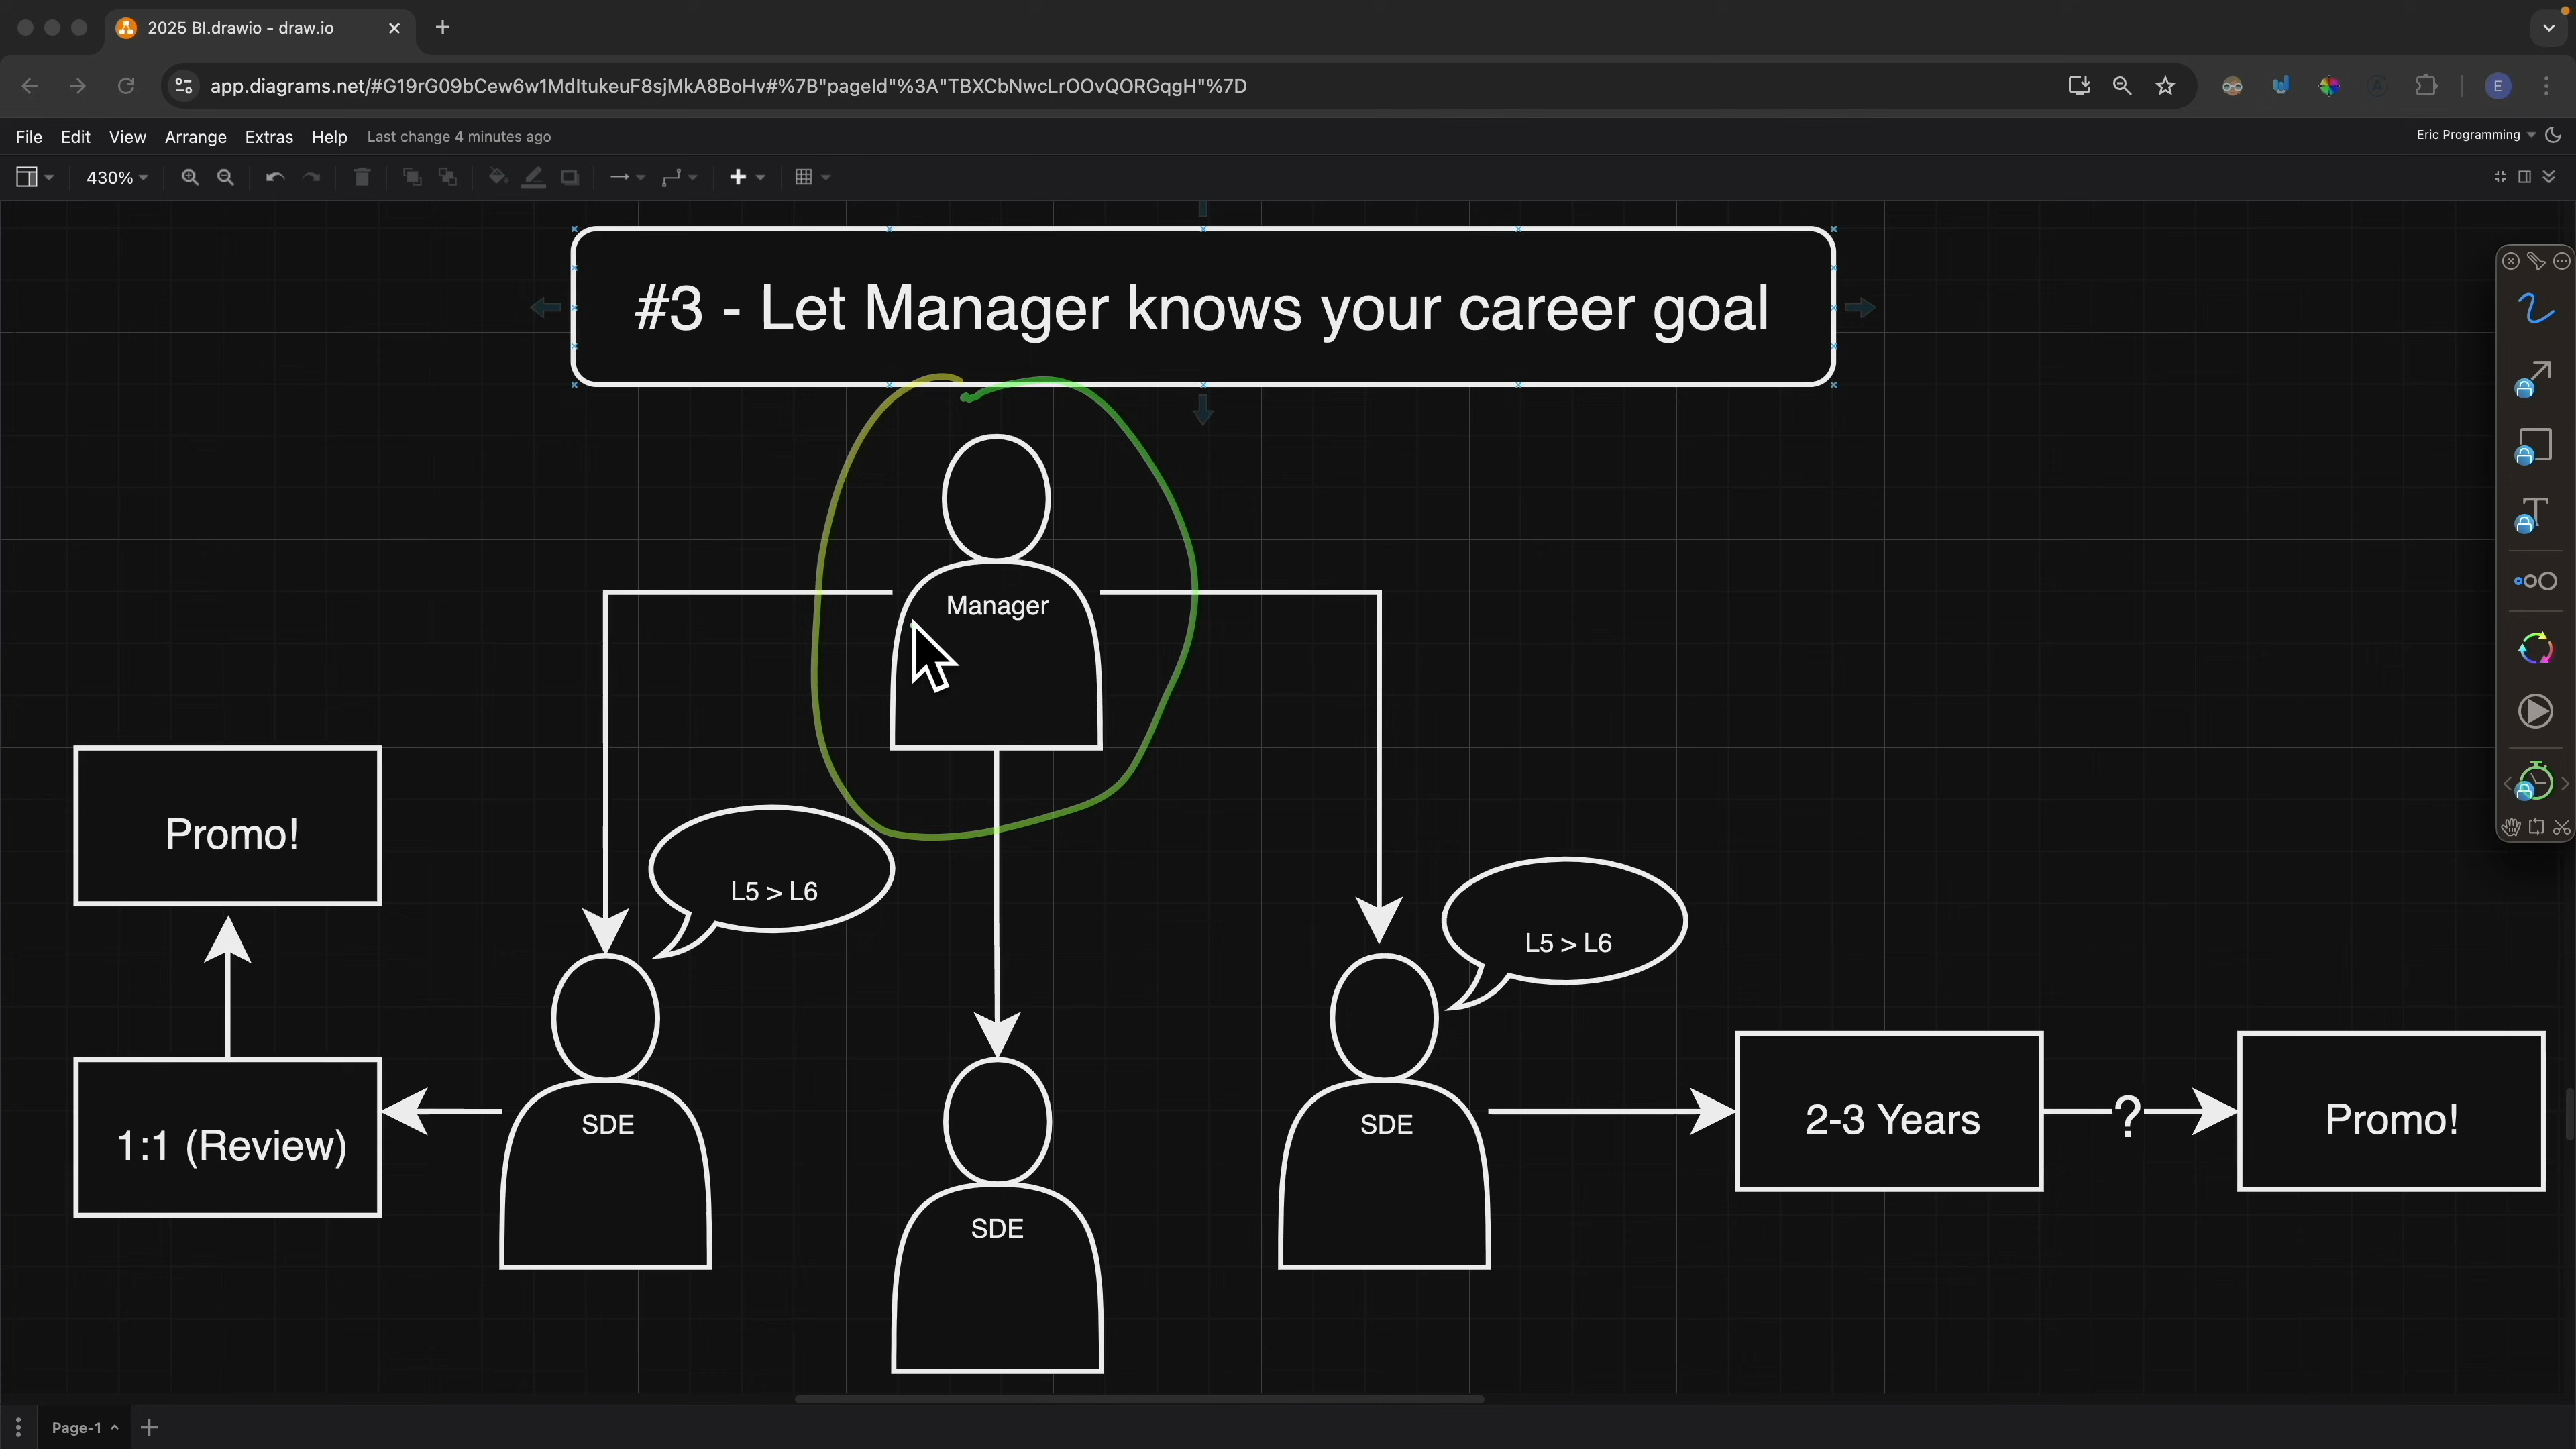 2025 BI.drawio - draw.io
app.diagrams.net/#G19rG09bCew6w1MdltukeuF8sjMkA8BoHv#%7B"pageId"%3A"TBXCbNwcLrOOvQORGqgH"%7D
E
File Edit View Arrange Extras Help Last change 4 minutes ago
Eric Programming
430%
#3 - Let Manager knows your career goal
Manager
Promo!
L5 > L6
L5 > L6
1:1 (Review)
SDE
SDE
SDE
2-3 Years
?
Promo!
Page-1